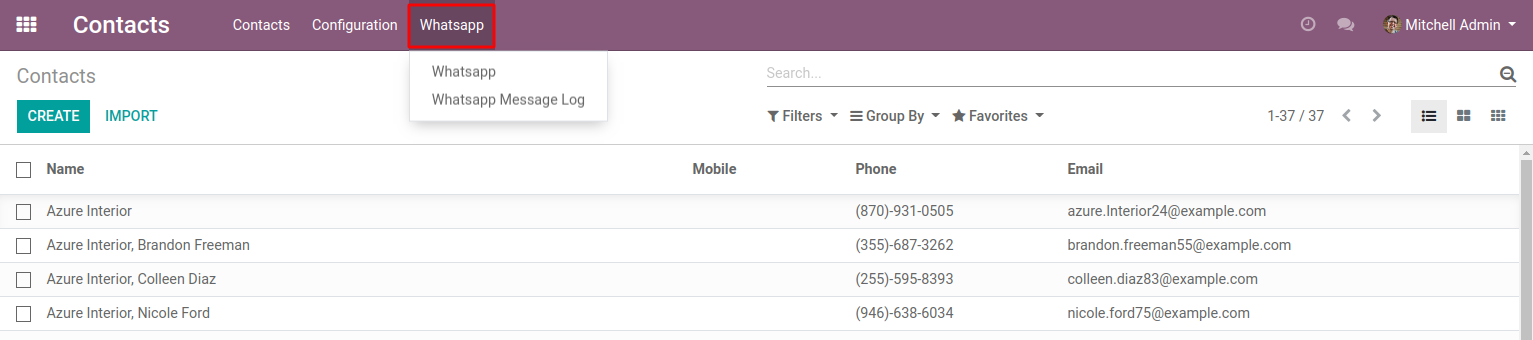 Contacts Contacts Configuration Whatsapp Mitchell Admin
Whatsapp
Whatsapp Message Log
Contacts Search...
CREATE IMPORT Filters Group By Favorites 1-37 / 37
Name Mobile Phone Email
Azure Interior (870)-931-0505 azure.Interior24@example.com
Azure Interior, Brandon Freeman (355)-687-3262 brandon.freeman55@example.com
Azure Interior, Colleen Diaz (255)-595-8393 colleen.diaz83@example.com
Azure Interior, Nicole Ford (946)-638-6034 nicole.ford75@example.com